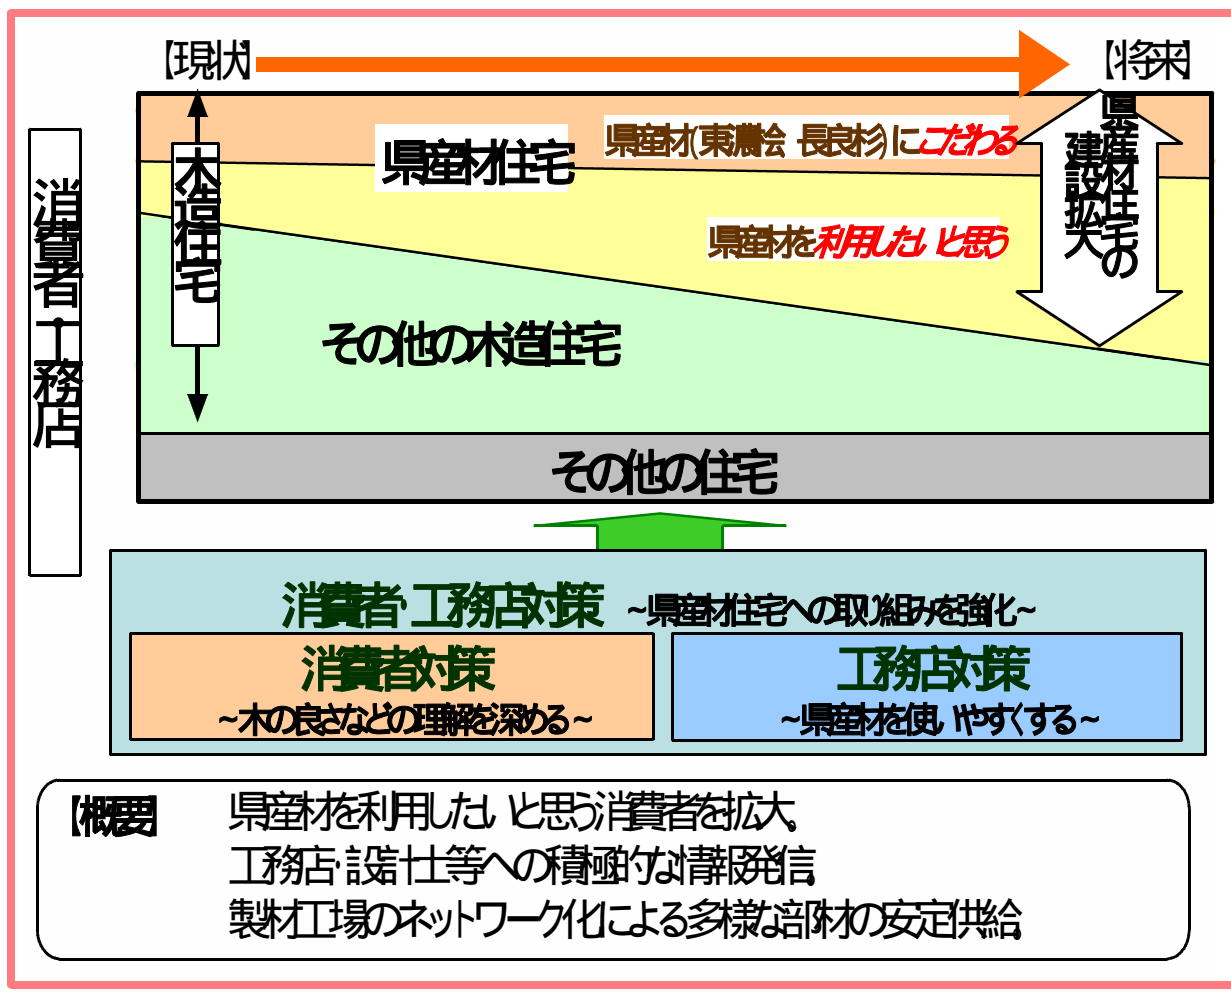 【現状】
【将来】
消費者・工務店
木造住宅
県産材住宅
県産材(東濃桧 長良杉)にこだわる
県産材住宅の
建設拡大
県産材を利用したいと思う
その他の木造住宅
その他の住宅
消費者・工務店対策 ~県産材住宅への取り組みを強化~
消費者対策
~木の良さなどの理解を深める~
工務店対策
~県産材を使いやすくする~
【概要】 県産材を利用したいと思う消費者を拡大。
工務店・設計士等への積極的な情報発信。
製材工場のネットワーク化による多様な部材の安定供給。